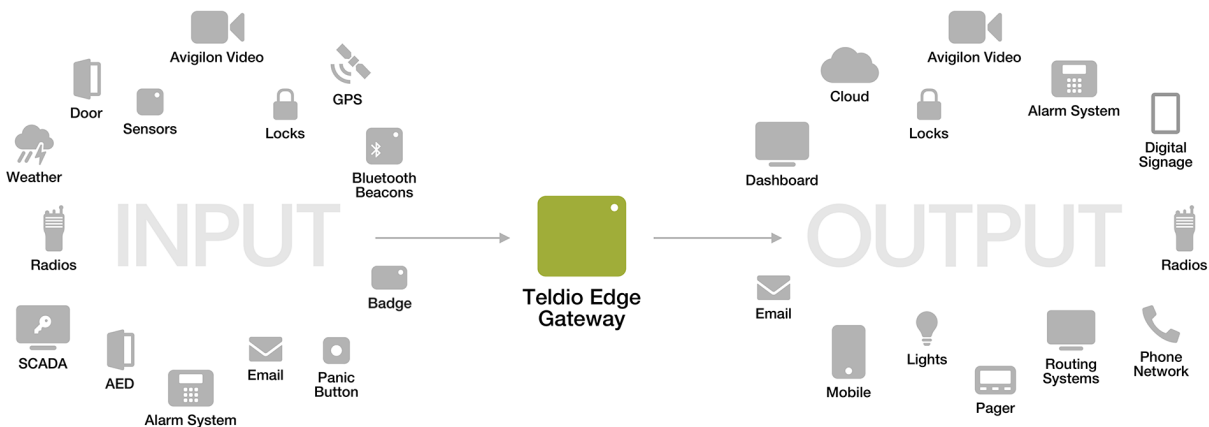 Avigilon Video
GPS
Door
Sensors
Locks
Weather
Bluetooth
Beacons
INPUT
Radios
Badge
SCADA
AED
Alarm System
Email
Panic
Button
Teldio Edge
Gateway
Avigilon Video
Cloud
Locks
Alarm System
Digital
Signage
Dashboard
OUTPUT
Radios
Email
Mobile
Lights
Pager
Routing
Systems
Phone
Network